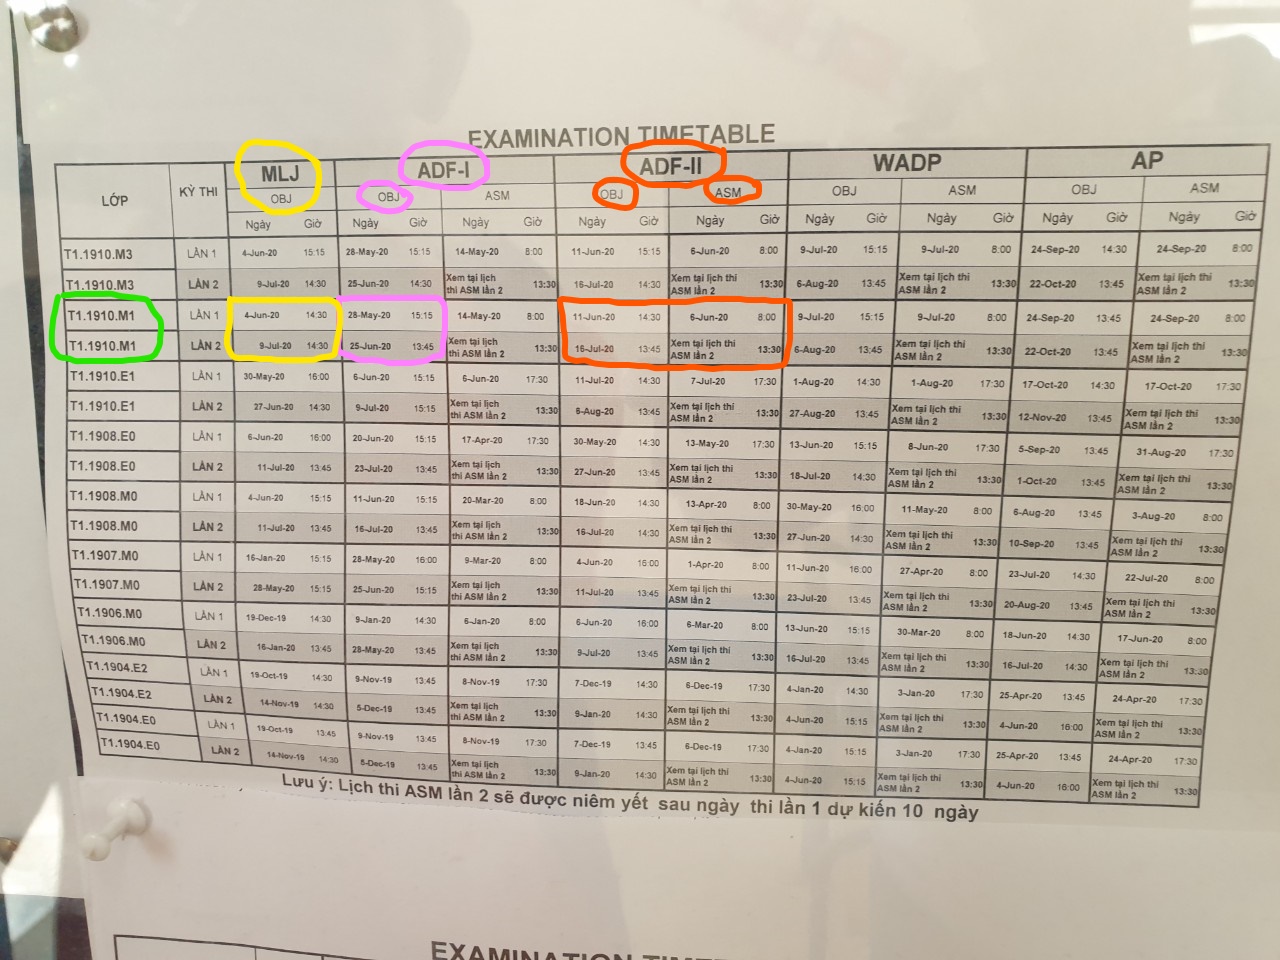 EXAMINATION TIMETABLE
LỚP KỲ THI MLJ ADF-I ADF-II WADP AP
OBJ OBJ ASM OBJ ASM OBJ ASM OBJ ASM
Ngày Giờ Ngày Giờ Ngày Giờ Ngày Giờ Ngày Giờ Ngày Giờ Ngày Giờ Ngày Giờ Ngày Giờ
T1.1910.M3 LẦN 1 4-Jun-20 15:15 28-May-20 15:15 14-May-20 8:00 11-Jun-20 15:15 6-Jun-20 8:00 9-Jul-20 15:15 9-Jul-20 8:00 24-Sep-20 14:30 24-Sep-20 8:00
T1.1910.M3 LẦN 2 9-Jul-20 14:30 25-Jun-20 14:30 Xem tại lịch thi ASM lần 2 13:30 16-Jul-20 14:30 Xem tại lịch thi ASM lần 2 13:30 6-Aug-20 13:45 Xem tại lịch thi ASM lần 2 13:30 22-Oct-20 13:45 Xem tại lịch thi ASM lần 2 13:30
T1.1910.M1 LẦN 1 4-Jun-20 14:30 28-May-20 15:15 14-May-20 8:00 11-Jun-20 14:30 6-Jun-20 8:00 9-Jul-20 15:15 9-Jul-20 8:00 24-Sep-20 13:45 24-Sep-20 8:00
T1.1910.M1 LẦN 2 9-Jul-20 14:30 25-Jun-20 13:45 Xem tại lịch thi ASM lần 2 13:30 16-Jul-20 13:45 Xem tại lịch thi ASM lần 2 13:30 6-Aug-20 13:45 Xem tại lịch thi ASM lần 2 13:30 22-Oct-20 13:45 Xem tại lịch thi ASM lần 2 13:30
T1.1910.E1 LẦN 1 30-May-20 16:00 6-Jun-20 15:15 6-Jun-20 17:30 11-Jul-20 14:30 7-Jul-20 17:30 1-Aug-20 14:30 1-Aug-20 17:30 17-Oct-20 14:30 17-Oct-20 17:30
T1.1910.E1 LẦN 2 27-Jun-20 14:30 9-Jul-20 15:15 Xem tại lịch thi ASM lần 2 13:30 6-Aug-20 13:45 Xem tại lịch thi ASM lần 2 13:30 27-Aug-20 13:45 Xem tại lịch thi ASM lần 2 13:30 12-Nov-20 13:45 Xem tại lịch thi ASM lần 2 13:30
T1.1908.E0 LẦN 1 6-Jun-20 16:00 20-Jun-20 15:15 17-Apr-20 17:30 30-May-20 14:30 13-May-20 17:30 13-Jun-20 15:15 8-Jun-20 17:30 5-Sep-20 13:45 31-Aug-20 17:30
T1.1908.E0 LẦN 2 11-Jul-20 13:45 23-Jul-20 13:45 Xem tại lịch thi ASM lần 2 13:30 27-Jun-20 13:45 Xem tại lịch thi ASM lần 2 13:30 18-Jul-20 13:45 Xem tại lịch thi ASM lần 2 13:30 1-Oct-20 13:45 Xem tại lịch thi ASM lần 2 13:30
T1.1908.M0 LẦN 1 4-Jun-20 15:15 11-Jun-20 15:15 20-Mar-20 8:00 18-Jun-20 14:30 13-Apr-20 8:00 30-May-20 16:00 11-May-20 8:00 6-Aug-20 13:45 3-Aug-20 8:00
T1.1908.M0 LẦN 2 11-Jul-20 13:45 16-Jul-20 13:45 Xem tại lịch thi ASM lần 2 13:30 16-Jul-20 14:30 Xem tại lịch thi ASM lần 2 13:30 27-Jun-20 14:30 Xem tại lịch thi ASM lần 2 13:30 10-Sep-20 13:45 Xem tại lịch thi ASM lần 2 13:30
T1.1907.M0 LẦN 1 16-Jan-20 15:15 28-May-20 16:00 9-Mar-20 8:00 4-Jun-20 16:00 1-Apr-20 8:00 11-Jun-20 16:00 27-Apr-20 8:00 23-Jul-20 14:30 22-Jul-20 8:00
T1.1907.M0 LẦN 2 28-May-20 15:15 25-Jun-20 15:15 Xem tại lịch thi ASM lần 2 13:30 11-Jul-20 13:45 Xem tại lịch thi ASM lần 2 13:30 23-Jul-20 13:45 Xem tại lịch thi ASM lần 2 13:30 20-Aug-20 13:45 Xem tại lịch thi ASM lần 2 13:30
T1.1906.M0 LẦN 1 19-Dec-19 14:30 9-Jan-20 14:30 6-Jan-20 8:00 6-Jun-20 16:00 6-Mar-20 8:00 13-Jun-20 15:15 30-Mar-20 8:00 18-Jun-20 14:30 17-Jun-20 8:00
T1.1906.M0 LẦN 2 16-Jan-20 14:30 28-May-20 13:45 Xem tại lịch thi ASM lần 2 13:30 9-Jul-20 13:45 Xem tại lịch thi ASM lần 2 13:30 16-Jul-20 13:45 Xem tại lịch thi ASM lần 2 13:30 16-Jul-20 14:30 Xem tại lịch thi ASM lần 2 13:30
T1.1904.E2 LẦN 1 19-Oct-19 14:30 9-Nov-19 13:45 8-Nov-19 17:30 7-Dec-19 14:30 6-Dec-19 17:30 4-Jan-20 14:30 3-Jan-20 17:30 25-Apr-20 13:45 24-Apr-20 17:30
T1.1904.E2 LẦN 2 14-Nov-19 14:30 5-Dec-19 13:45 Xem tại lịch thi ASM lần 2 13:30 9-Jan-20 14:30 Xem tại lịch thi ASM lần 2 13:30 4-Jun-20 15:15 Xem tại lịch thi ASM lần 2 13:30 4-Jun-20 16:00 Xem tại lịch thi ASM lần 2 13:30
T1.1904.E0 LẦN 1 19-Oct-19 13:45 9-Nov-19 13:45 8-Nov-19 17:30 7-Dec-19 13:45 6-Dec-19 17:30 4-Jan-20 15:15 3-Jan-20 17:30 25-Apr-20 13:45 24-Apr-20 17:30
T1.1904.E0 LẦN 2 14-Nov-19 14:30 5-Dec-19 13:45 Xem tại lịch thi ASM lần 2 13:30 9-Jan-20 14:30 Xem tại lịch thi ASM lần 2 13:30 4-Jun-20 15:15 Xem tại lịch thi ASM lần 2 13:30 4-Jun-20 16:00 Xem tại lịch thi ASM lần 2 13:30
Lưu ý: Lịch thi ASM lần 2 sẽ được niêm yết sau ngày thi lần 1 dự kiến 10 ngày
EXAMINATION